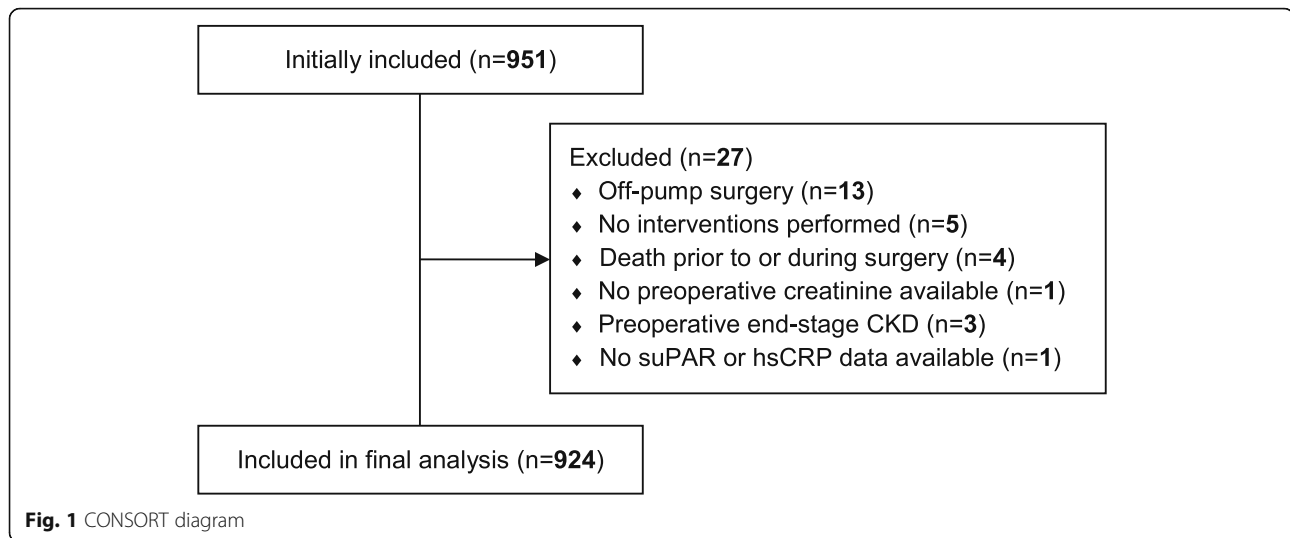 Initially included (n=951)
Excluded (n=27)
⬧ Off-pump surgery (n=13)
⬧ No interventions performed (n=5)
⬧ Death prior to or during surgery (n=4)
⬧ No preoperative creatinine available (n=1)
⬧ Preoperative end-stage CKD (n=3)
⬧ No suPAR or hsCRP data available (n=1)
Included in final analysis (n=924)
Fig. 1 CONSORT diagram